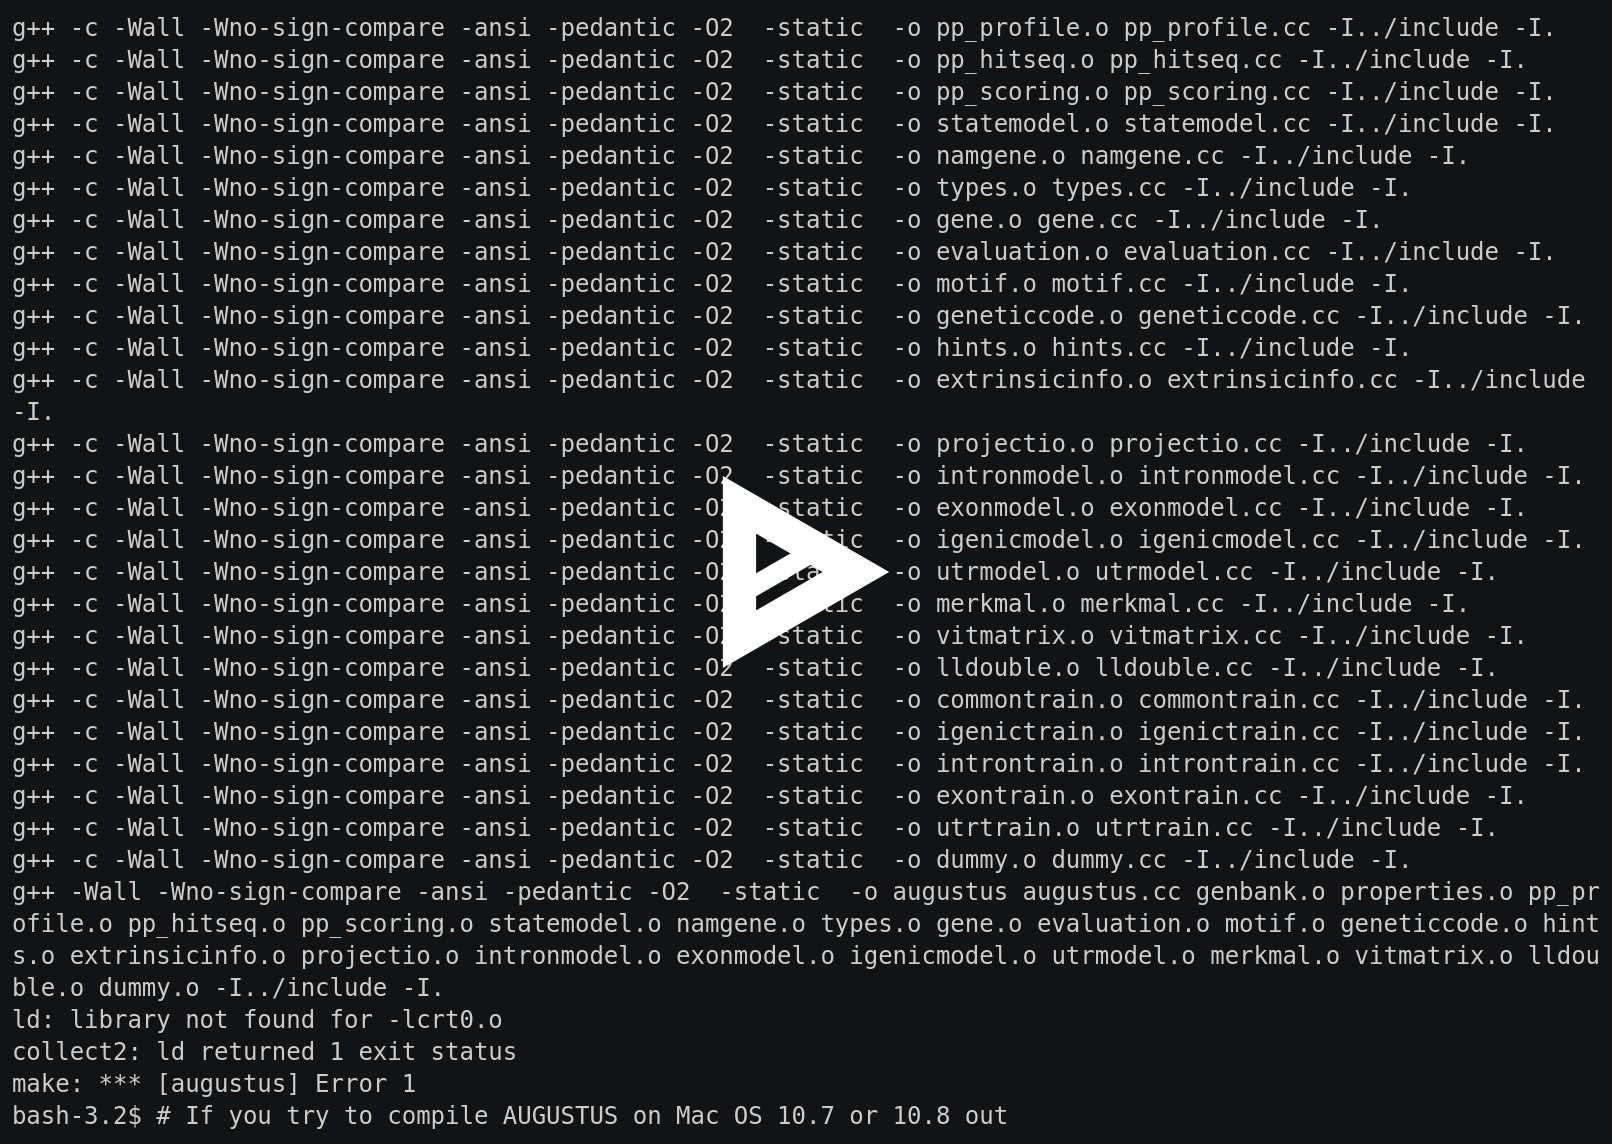 g++ -c -Wall -Wno-sign-compare -ansi -pedantic -O2  -static  -o pp_profile.o pp_profile.cc -I../include -I.
g++ -c -Wall -Wno-sign-compare -ansi -pedantic -O2  -static  -o pp_hitseq.o pp_hitseq.cc -I../include -I.
g++ -c -Wall -Wno-sign-compare -ansi -pedantic -O2  -static  -o pp_scoring.o pp_scoring.cc -I../include -I.
g++ -c -Wall -Wno-sign-compare -ansi -pedantic -O2  -static  -o statemodel.o statemodel.cc -I../include -I.
g++ -c -Wall -Wno-sign-compare -ansi -pedantic -O2  -static  -o namgene.o namgene.cc -I../include -I.
g++ -c -Wall -Wno-sign-compare -ansi -pedantic -O2  -static  -o types.o types.cc -I../include -I.
g++ -c -Wall -Wno-sign-compare -ansi -pedantic -O2  -static  -o gene.o gene.cc -I../include -I.
g++ -c -Wall -Wno-sign-compare -ansi -pedantic -O2  -static  -o evaluation.o evaluation.cc -I../include -I.
g++ -c -Wall -Wno-sign-compare -ansi -pedantic -O2  -static  -o motif.o motif.cc -I../include -I.
g++ -c -Wall -Wno-sign-compare -ansi -pedantic -O2  -static  -o geneticcode.o geneticcode.cc -I../include -I.
g++ -c -Wall -Wno-sign-compare -ansi -pedantic -O2  -static  -o hints.o hints.cc -I../include -I.
g++ -c -Wall -Wno-sign-compare -ansi -pedantic -O2  -static  -o extrinsicinfo.o extrinsicinfo.cc -I../include
-I.
g++ -c -Wall -Wno-sign-compare -ansi -pedantic -O2  -static  -o projectio.o projectio.cc -I../include -I.
g++ -c -Wall -Wno-sign-compare -ansi -pedantic -O2  -static  -o intronmodel.o intronmodel.cc -I../include -I.
g++ -c -Wall -Wno-sign-compare -ansi -pedantic -O2  -static  -o exonmodel.o exonmodel.cc -I../include -I.
g++ -c -Wall -Wno-sign-compare -ansi -pedantic -o igenicmodel.o igenicmodel.cc -I../include -I.
g++ -c -Wall -Wno-sign-compare -ansi -pedantic -o utrmodel.o utrmodel.cc -I../include -I.
g++ -c -Wall -Wno-sign-compare -ansi -pedantic -o merkmal.o merkmal.cc -I../include -I.
g++ -c -Wall -Wno-sign-compare -ansi -pedantic -O2  -static  -o vitmatrix.o vitmatrix.cc -I../include -I.
g++ -c -Wall -Wno-sign-compare -ansi -pedantic -O2  -static  -o lldouble.o lldouble.cc -I../include -I.
g++ -c -Wall -Wno-sign-compare -ansi -pedantic -O2  -static  -o commontrain.o commontrain.cc -I../include -I.
g++ -c -Wall -Wno-sign-compare -ansi -pedantic -O2  -static  -o igenictrain.o igenictrain.cc -I../include -I.
g++ -c -Wall -Wno-sign-compare -ansi -pedantic -O2  -static  -o introntrain.o introntrain.cc -I../include -I.
g++ -c -Wall -Wno-sign-compare -ansi -pedantic -O2  -static  -o exontrain.o exontrain.cc -I../include -I.
g++ -c -Wall -Wno-sign-compare -ansi -pedantic -O2  -static  -o utrtrain.o utrtrain.cc -I../include -I.
g++ -c -Wall -Wno-sign-compare -ansi -pedantic -O2  -static  -o dummy.o dummy.cc -I../include -I.
g++ -Wall -Wno-sign-compare -ansi -pedantic -O2  -static  -o augustus augustus.cc genbank.o properties.o pp_pr
ofile.o pp_hitseq.o pp_scoring.o statemodel.o namgene.o types.o gene.o evaluation.o motif.o geneticcode.o hint
s.o extrinsicinfo.o projectio.o intronmodel.o exonmodel.o igenicmodel.o utrmodel.o merkmal.o vitmatrix.o lldou
ble.o dummy.o -I../include -I.
ld: library not found for -lcrt0.o
collect2: ld returned 1 exit status
make: *** [augustus] Error 1
bash-3.2$ # If you try to compile AUGUSTUS on Mac OS 10.7 or 10.8 out